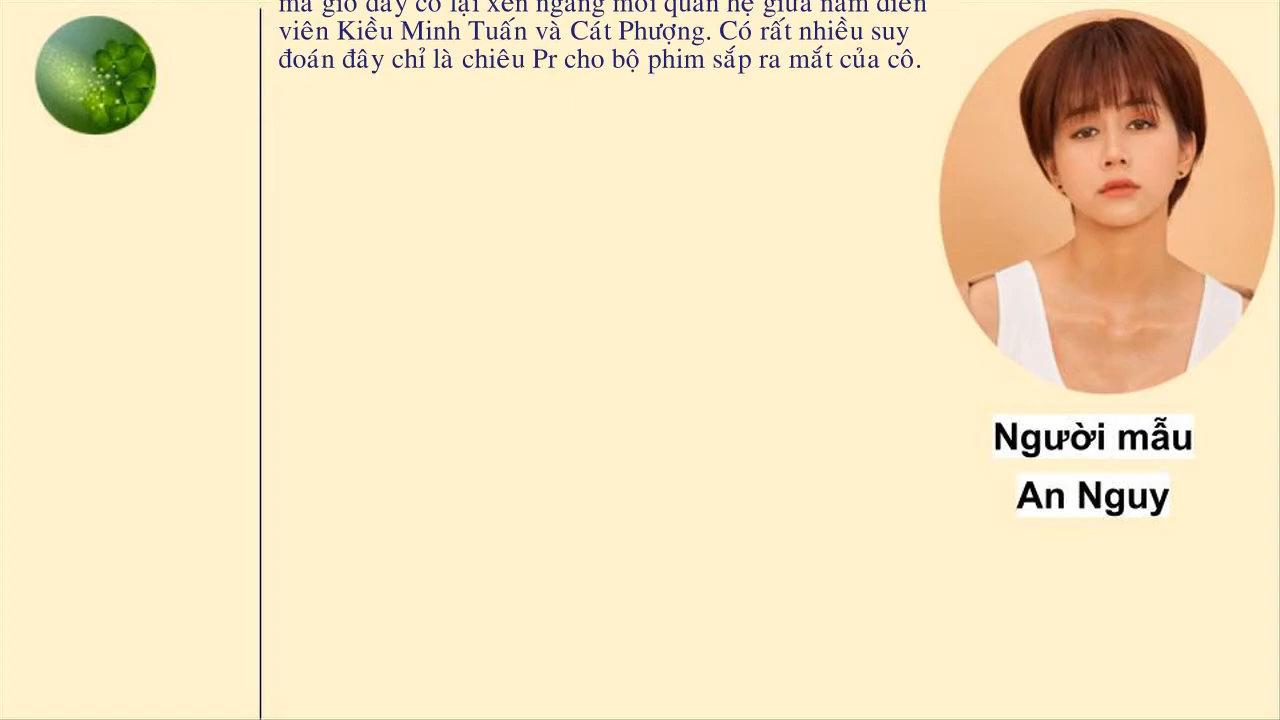 mà giờ đây cô lại xen ngang mối quan hệ giữa nam diễn
viên Kiều Minh Tuấn và Cát Phượng. Có rất nhiều suy
đoán đây chỉ là chiêu Pr cho bộ phim sắp ra mắt của cô.
Người mẫu
An Nguy